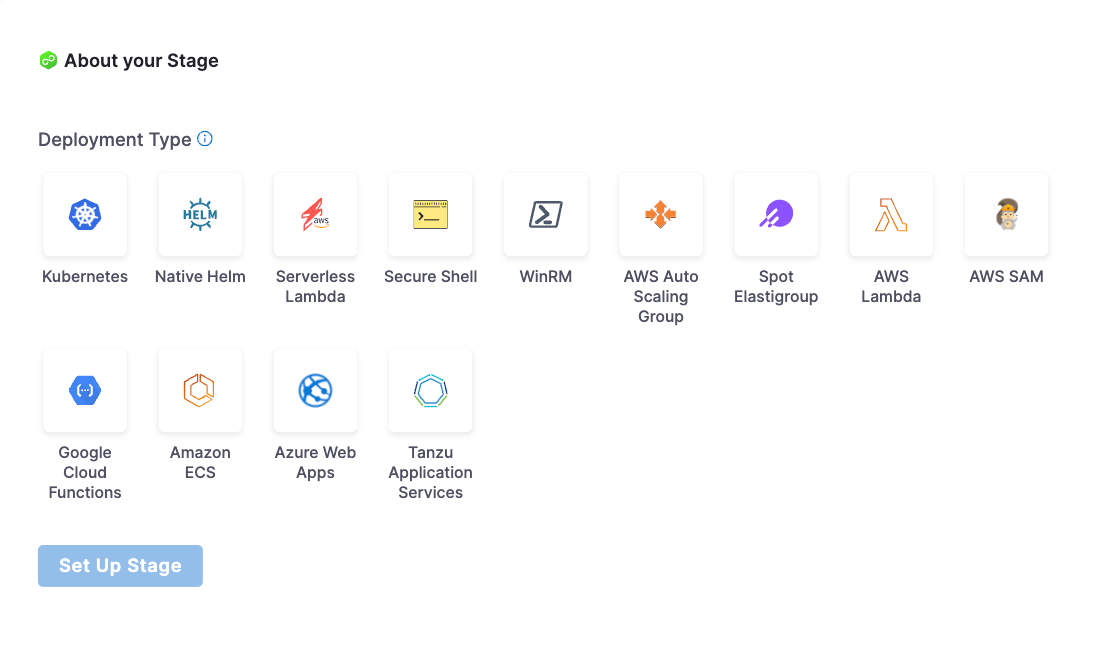 About your Stage
Deployment Type
HELM
aws
Kubernetes
Native Helm
Serverless
Lambda
Secure Shell
WinRM
AWS Auto
Scaling
Group
Spot
Elastigroup
AWS
Lambda
AWS SAM
Google
Cloud
Functions
Amazon
ECS
Azure Web
Apps
Tanzu
Application
Services
Set Up Stage